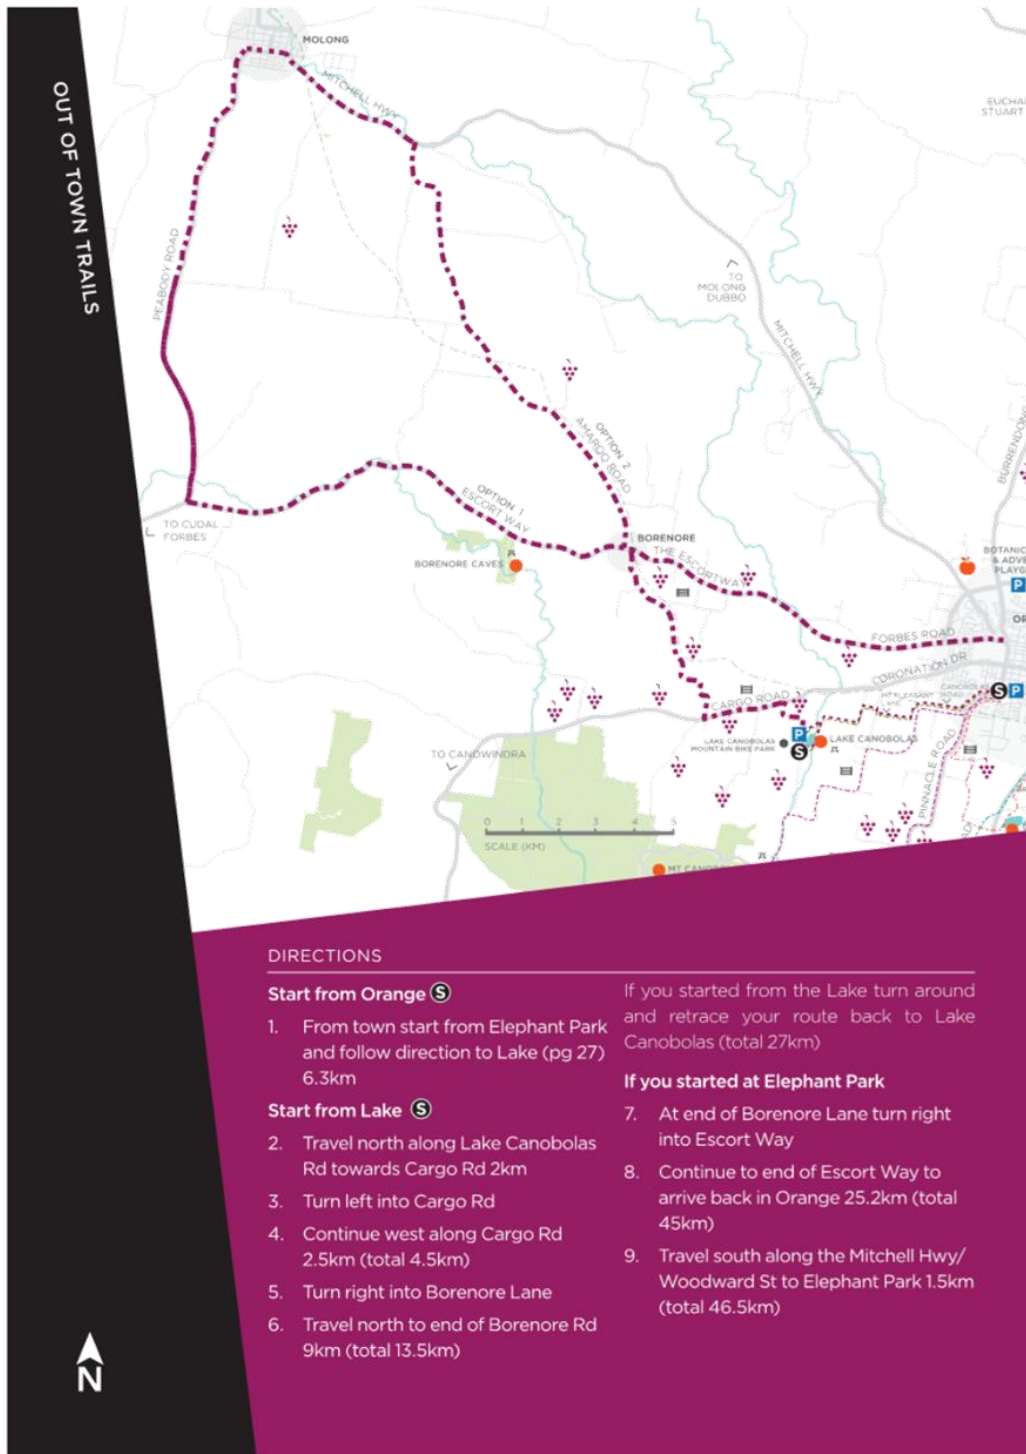 OUT OF TOWN TRAILS
MOLONG
MITCHELL HWY
PEABODY ROAD
TO
MOLONG
DUBBO
MITCHELL HWY
OPTION 2
AMAROO ROAD
OPTION 1
ESCORT WAY
TO CUDAL
FORBES
BORENORE CAVES
BORENORE
THE ESCORTWAY
FORBES ROAD
CORONATION DR
CARGO ROAD
MT PLEASANT
LANE
CANOBOLAS
ROAD
S
P
P
P
S
LAKE CANOBOLAS
MOUNTAIN BIKE PARK
LAKE CANOBOLAS
TO CANOWINDRA
PINNACLE ROAD
0 1 2 3 4 5
SCALE (KM)
DIRECTIONS
Start from Orange S
1. From town start from Elephant Park
and follow direction to Lake (pg 27)
6.3km
Start from Lake S
2. Travel north along Lake Canobolas
Rd towards Cargo Rd 2km
3. Turn left into Cargo Rd
4. Continue west along Cargo Rd
2.5km (total 4.5km)
5. Turn right into Borenore Lane
6. Travel north to end of Borenore Rd
9km (total 13.5km)
If you started from the Lake turn around
and retrace your route back to Lake
Canobolas (total 27km)
If you started at Elephant Park
7. At end of Borenore Lane turn right
into Escort Way
8. Continue to end of Escort Way to
arrive back in Orange 25.2km (total
45km)
9. Travel south along the Mitchell Hwy/
Woodward St to Elephant Park 1.5km
(total 46.5km)
N